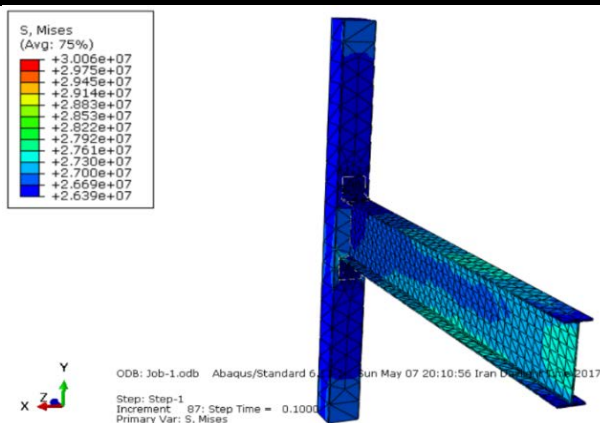 S, Mises
(Avg: 75%)
+3.006e+07
+2.975e+07
+2.945e+07
+2.914e+07
+2.883e+07
+2.853e+07
+2.822e+07
+2.792e+07
+2.761e+07
+2.730e+07
+2.700e+07
+2.669e+07
+2.639e+07
Y
X Z
ODB: Job-1.odb Abaqus/Standard 6. Sun May 07 20:10:56 Iran 2017
Step: Step-1
Increment 87: Step Time = 0.1000
Primary Var: S, Mises